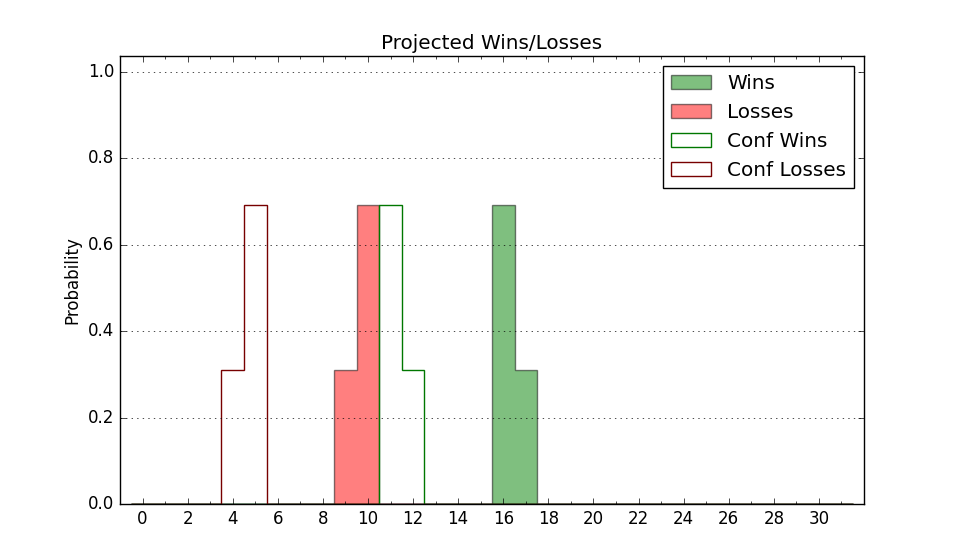 Projected Wins/Losses
Wins
Losses
Conf Wins
Conf Losses
Probability
1.0
0.8
0.6
0.4
0.2
0.0
0 2 4 6 8 10 12 14 16 18 20 22 24 26 28 30